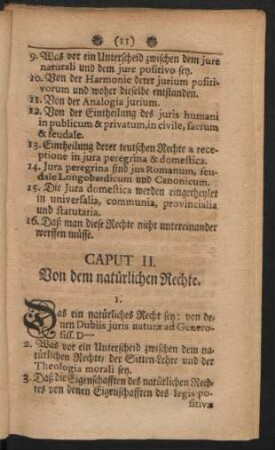 (11)
9. Was vor ein Unterscheid zwischen dem jure
naturali und dem jure positivo sey.
10. Von der Harmonie derer jurium positi-
vorum und woher dieselbe entstanden.
11. Von der Analogia jurium.
12. Von der Eintheilung des juris humani
in publicum & privatum, in civile, sacrum
& feudale.
13. Eintheilung derer teutschen Rechte a rece-
ptione in jura peregrina & domestica.
14. Jura peregrina sind jus Romanum, feu-
dale Longobardicum und Canonicum.
15. Die Jura domestica werden eingetheylet
in universalia, communia, provincialia
und statutaria.
16. Daß man diese Rechte nicht untereinander
werffen müsse.
CAPUT II.
Von dem natürlichen Rechte.
1.
Das ein natürliches Recht sey: von de-
nen Dubiis juris naturæ ad Genero-
siss. D---
2. Was vor ein Unterscheid zwischen dem na-
türlichen Rechte, der Sitten-Lehre und der
Theologia morali sey.
3. Daß die Eigenschafften des natürlichen Rech-
tes von denen Eigenschafften des legis po-
sitivæ